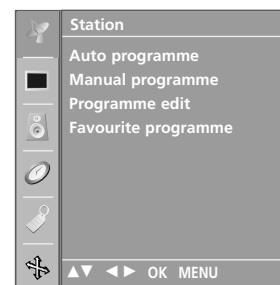 Station
Auto programme
Manual programme
Programme edit
Favourite programme
▲▼ ◄► OK MENU